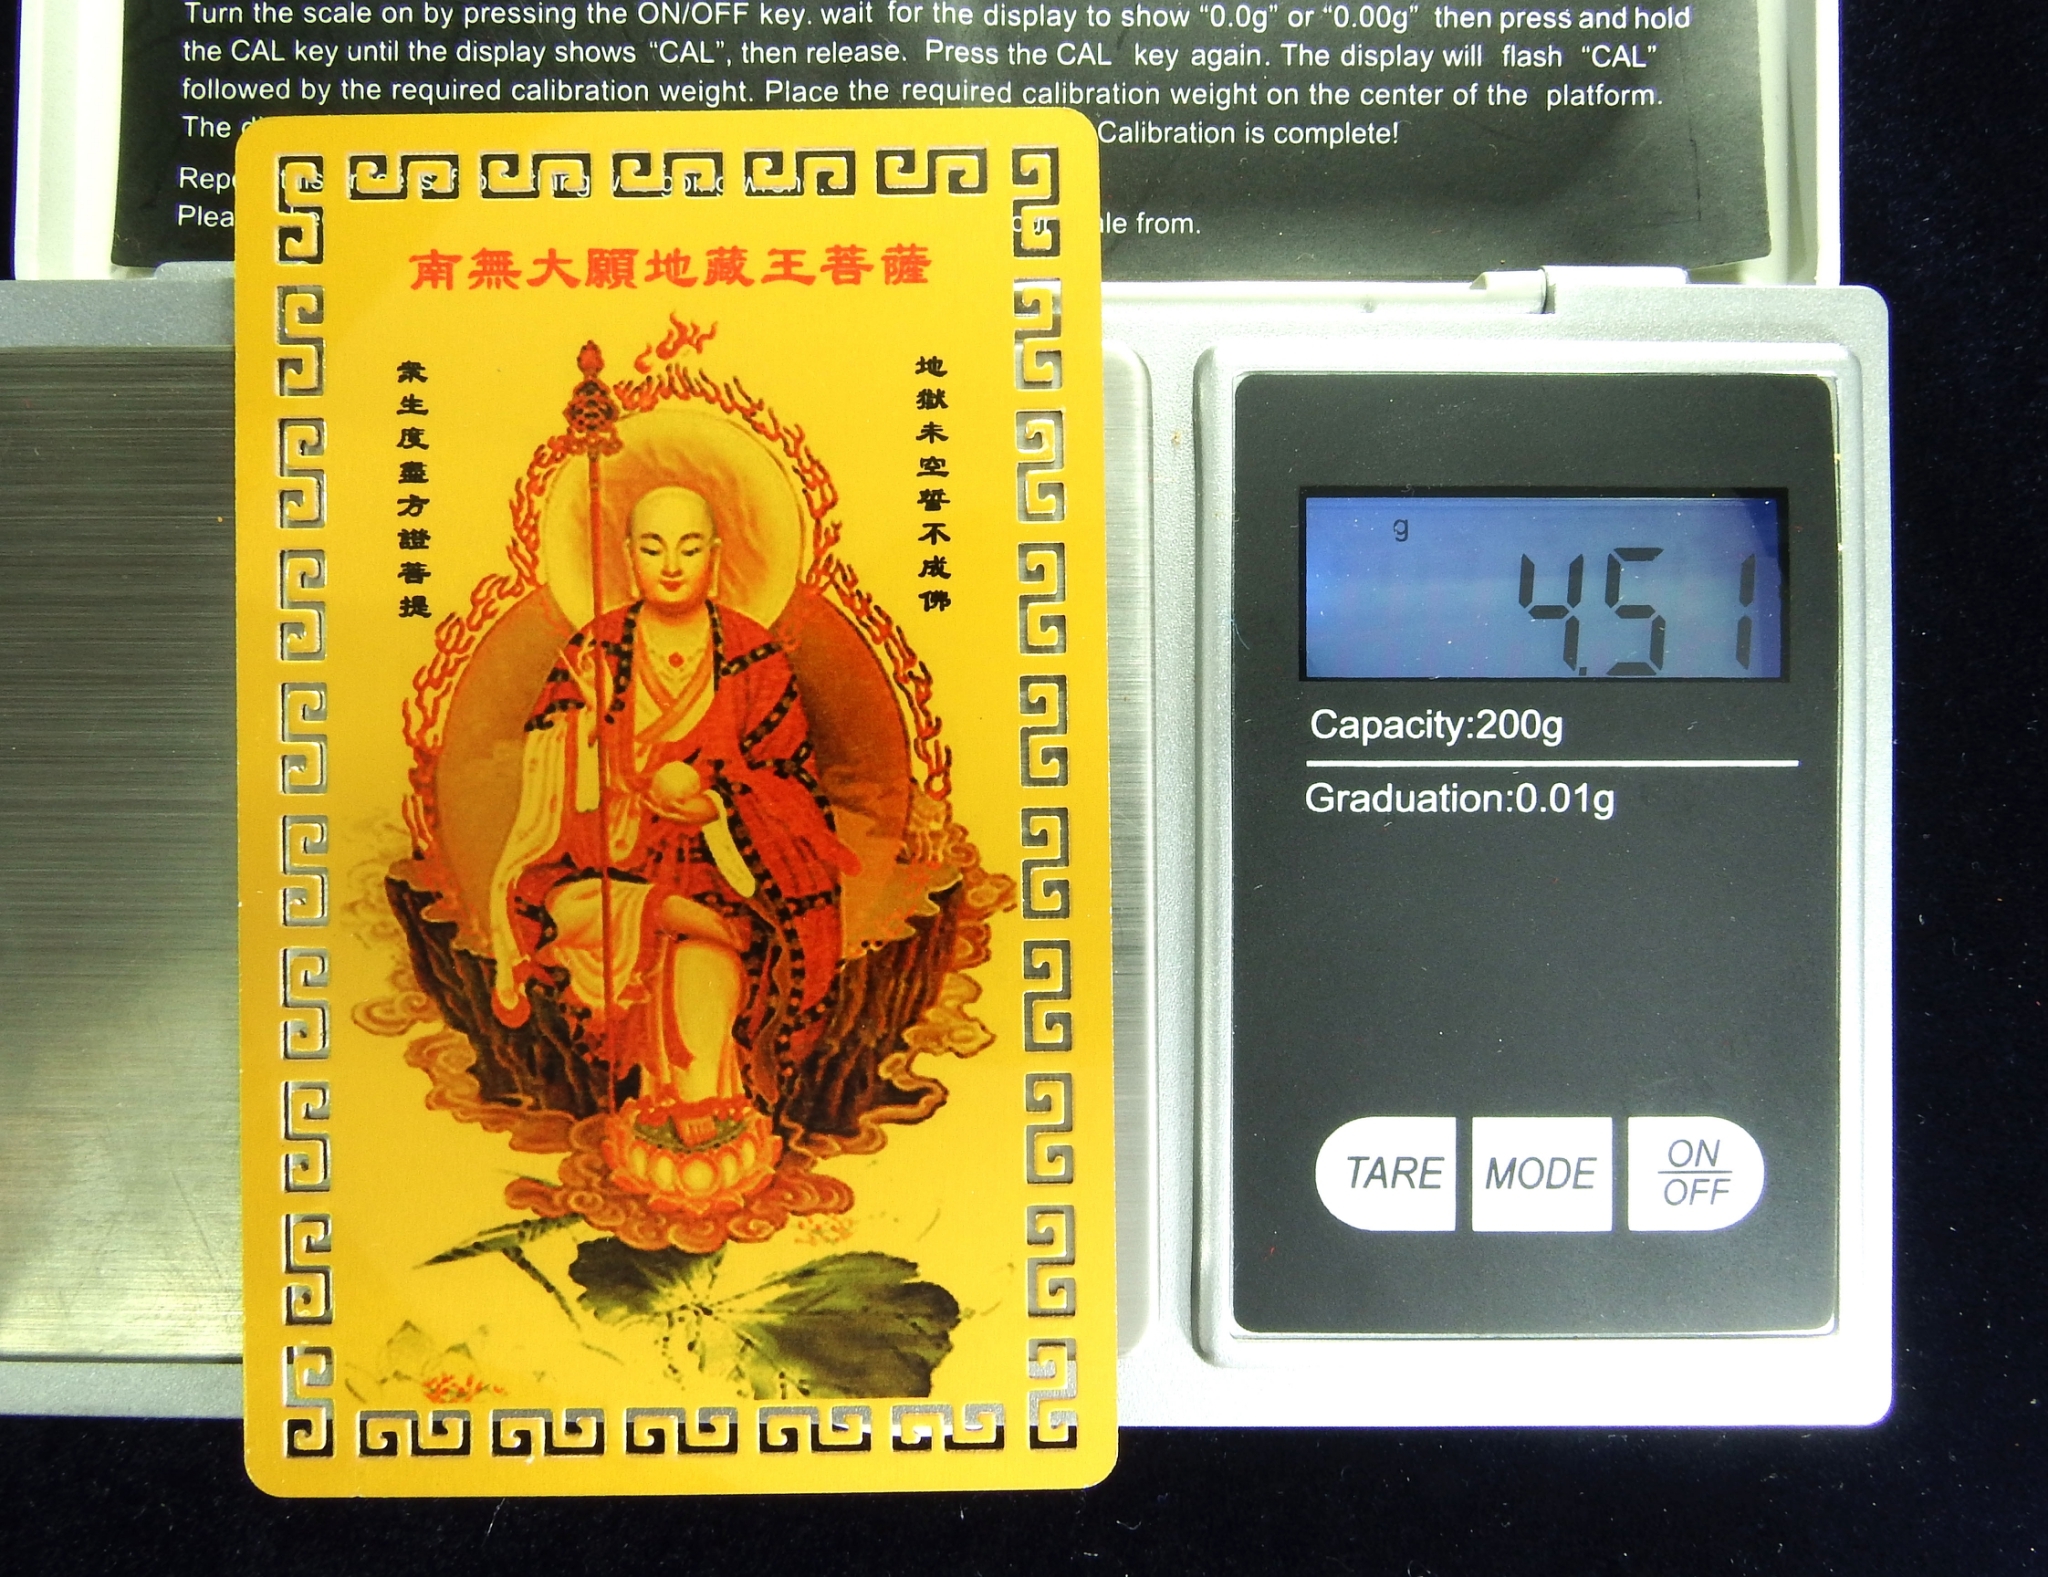 Turn the scale on by pressing the ON/OFF key. wait for the display to show “0.0g” or “0.00g” then press and hold
the CAL key until the display shows “CAL”, then release. Press the CAL key again. The display will flash “CAL”
followed by the required calibration weight. Place the required calibration weight on the center of the platform.
The Calibration is complete!
from.
南無大願地藏王菩薩
地獄未空誓不成佛
眾生度盡方證菩提
g
4.51
Capacity:200g
Graduation:0.01g
TARE MODE ON/OFF